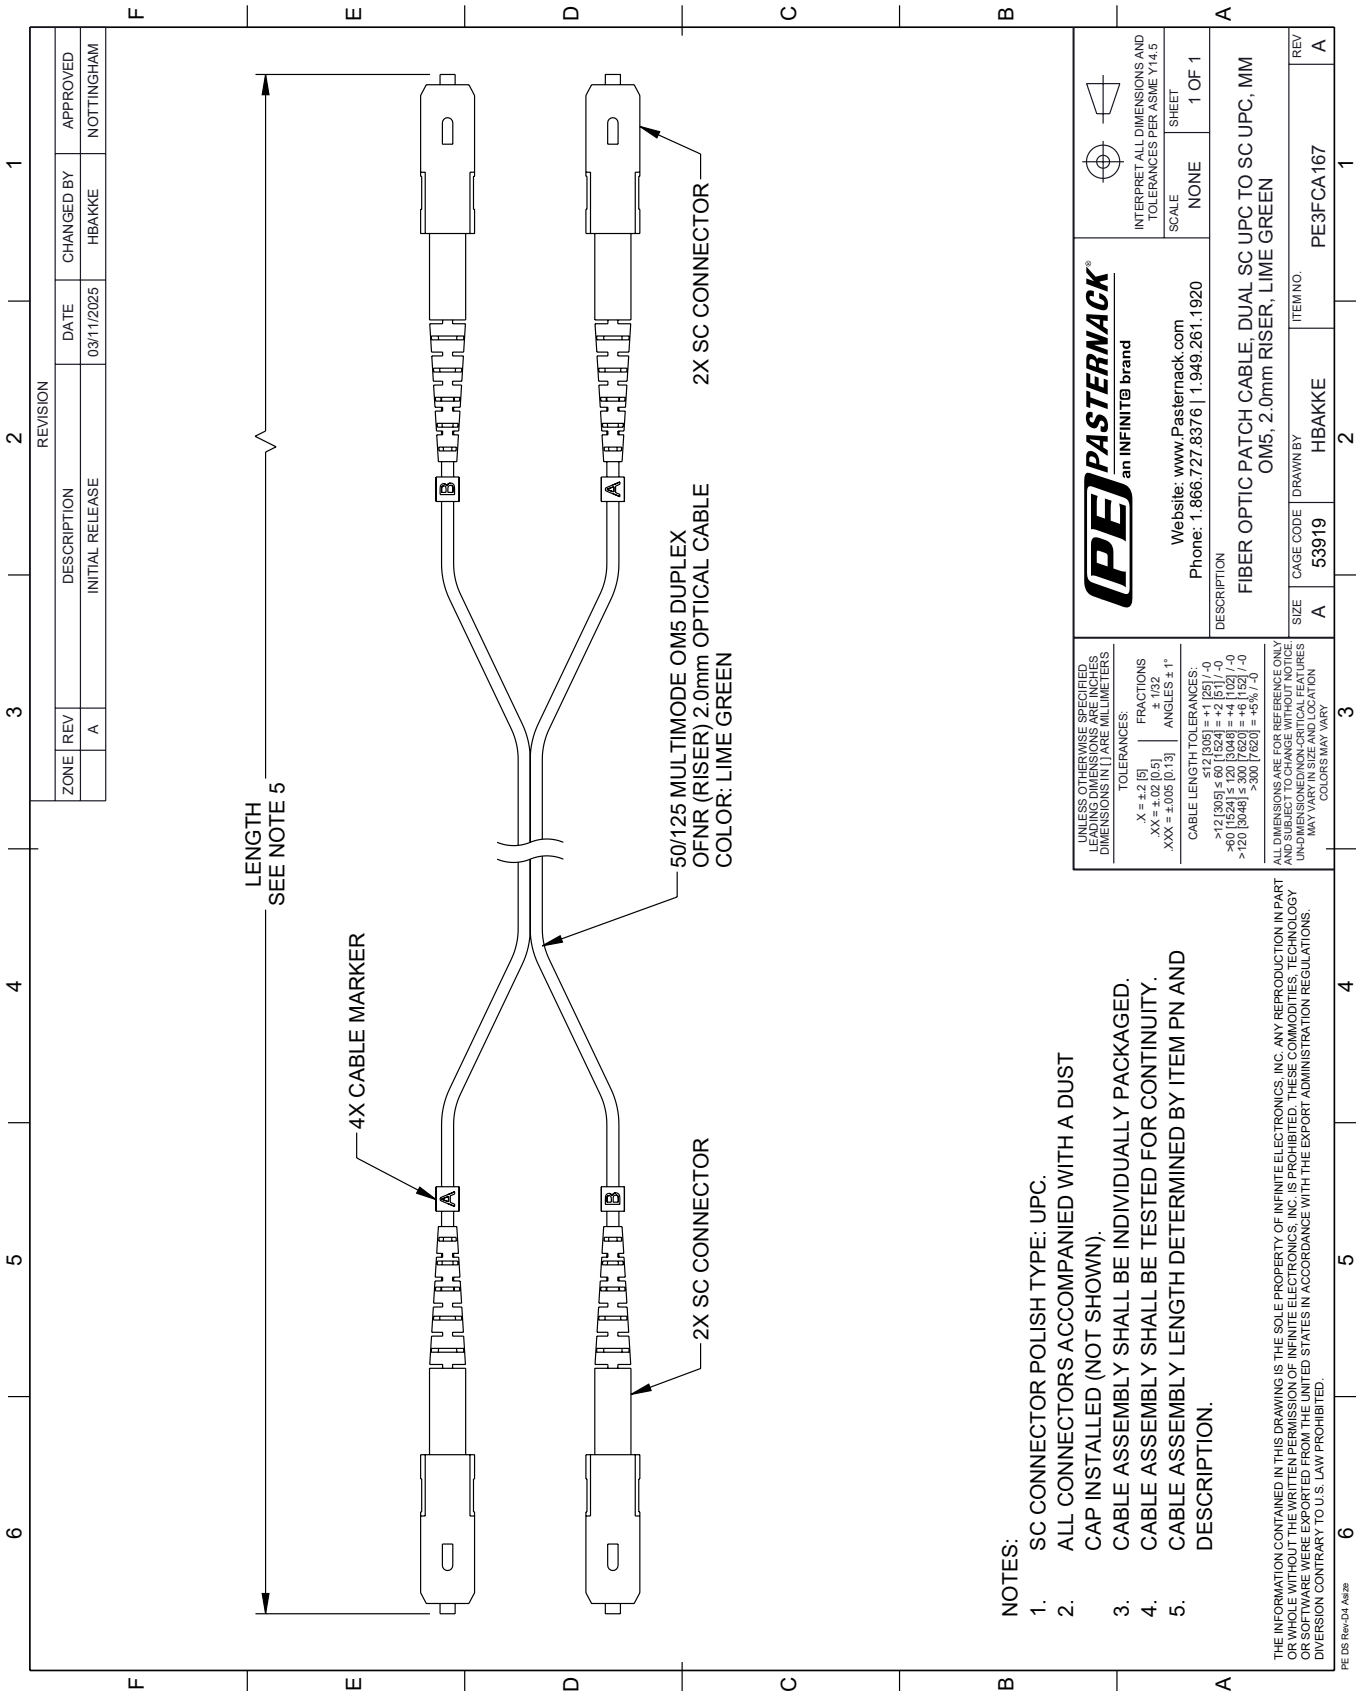 F
E
D
C
B
A
REVISION
ZONE REV DESCRIPTION DATE CHANGED BY APPROVED
A INITIAL RELEASE 03/11/2025 HBAKKE NOTTINGHAM
LENGTH
SEE NOTE 5
4X CABLE MARKER
A
B
B
A
2X SC CONNECTOR
2X SC CONNECTOR
50/125 MULTIMODE OM5 DUPLEX
OFNR (RISER) 2.0mm OPTICAL CABLE
COLOR: LIME GREEN
NOTES:
1. SC CONNECTOR POLISH TYPE: UPC.
2. ALL CONNECTORS ACCOMPANIED WITH A DUST
CAP INSTALLED (NOT SHOWN).
3. CABLE ASSEMBLY SHALL BE INDIVIDUALLY PACKAGED.
4. CABLE ASSEMBLY SHALL BE TESTED FOR CONTINUITY.
5. CABLE ASSEMBLY LENGTH DETERMINED BY ITEM PN AND
DESCRIPTION.
THE INFORMATION CONTAINED IN THIS DRAWING IS THE SOLE PROPERTY OF INFINITE ELECTRONICS, INC. ANY REPRODUCTION IN PART
OR WHOLE WITHOUT THE WRITTEN PERMISSION OF INFINITE ELECTRONICS, INC. IS PROHIBITED. THESE COMMODITIES, TECHNOLOGY
OR SOFTWARE WERE EXPORTED FROM THE UNITED STATES IN ACCORDANCE WITH THE EXPORT ADMINISTRATION REGULATIONS.
DIVERSION CONTRARY TO U.S. LAW PROHIBITED.
UNLESS OTHERWISE SPECIFIED
LEADING DIMENSIONS ARE INCHES
DIMENSIONS IN [ ] ARE MILLIMETERS
TOLERANCES:
.X = ±.2 [5]
.XX = ±.02 [0.5]
.XXX = ±.005 [0.13]
FRACTIONS
± 1/32
ANGLES ± 1°
CABLE LENGTH TOLERANCES:
≤12 [305] = +1 [25] / -0
>12 [305] ≤ 60 [1524] = +2 [51] / -0
>60 [1524] ≤ 120 [3048] = +4 [102] / -0
>120 [3048] ≤ 300 [7620] = +6 [152] / -0
>300 [7620] = +5% / -0
ALL DIMENSIONS ARE FOR REFERENCE ONLY
AND SUBJECT TO CHANGE WITHOUT NOTICE.
UN-DIMENSIONED/NON-CRITICAL FEATURES
MAY VARY IN SIZE AND LOCATION
COLORS MAY VARY
PE PASTERNACK®
an INFINIT@ brand
Website: www.Pasternack.com
Phone: 1.866.727.8376 | 1.949.261.1920
INTERPRET ALL DIMENSIONS AND
TOLERANCES PER ASME Y14.5
SCALE NONE
SHEET 1 OF 1
DESCRIPTION
FIBER OPTIC PATCH CABLE, DUAL SC UPC TO SC UPC, MM
OM5, 2.0mm RISER, LIME GREEN
SIZE A
CAGE CODE 53919
DRAWN BY HBAKKE
ITEM NO. PE3FCA167
REV A
6 5 4 3 2 1
6 5 4 3 2 1
F
E
D
C
B
A
PE DS Rev-D4 Asize